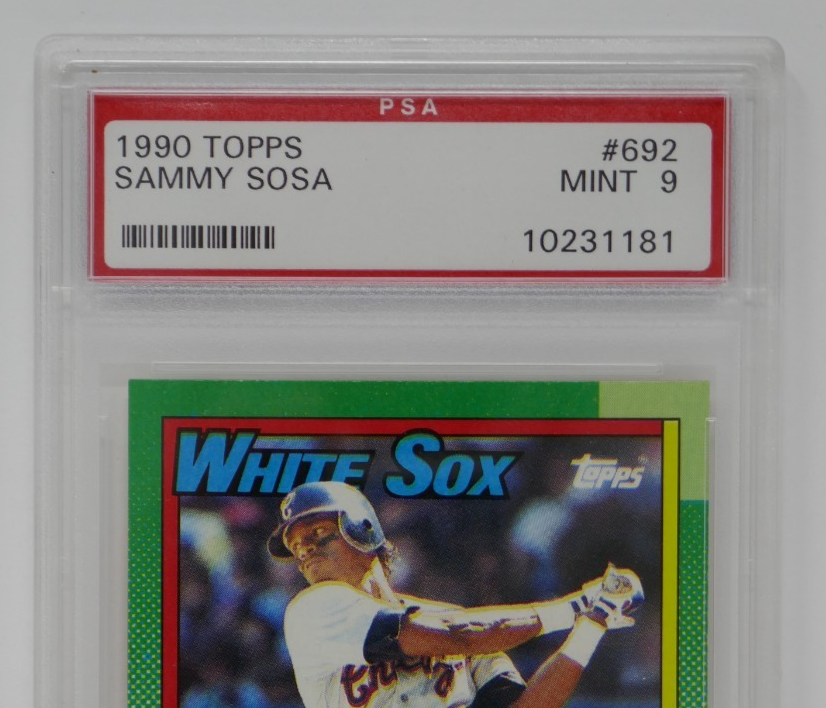 PSA
1990 TOPPS #692
SAMMY SOSA MINT 9
10231181
WHITE SOX topps